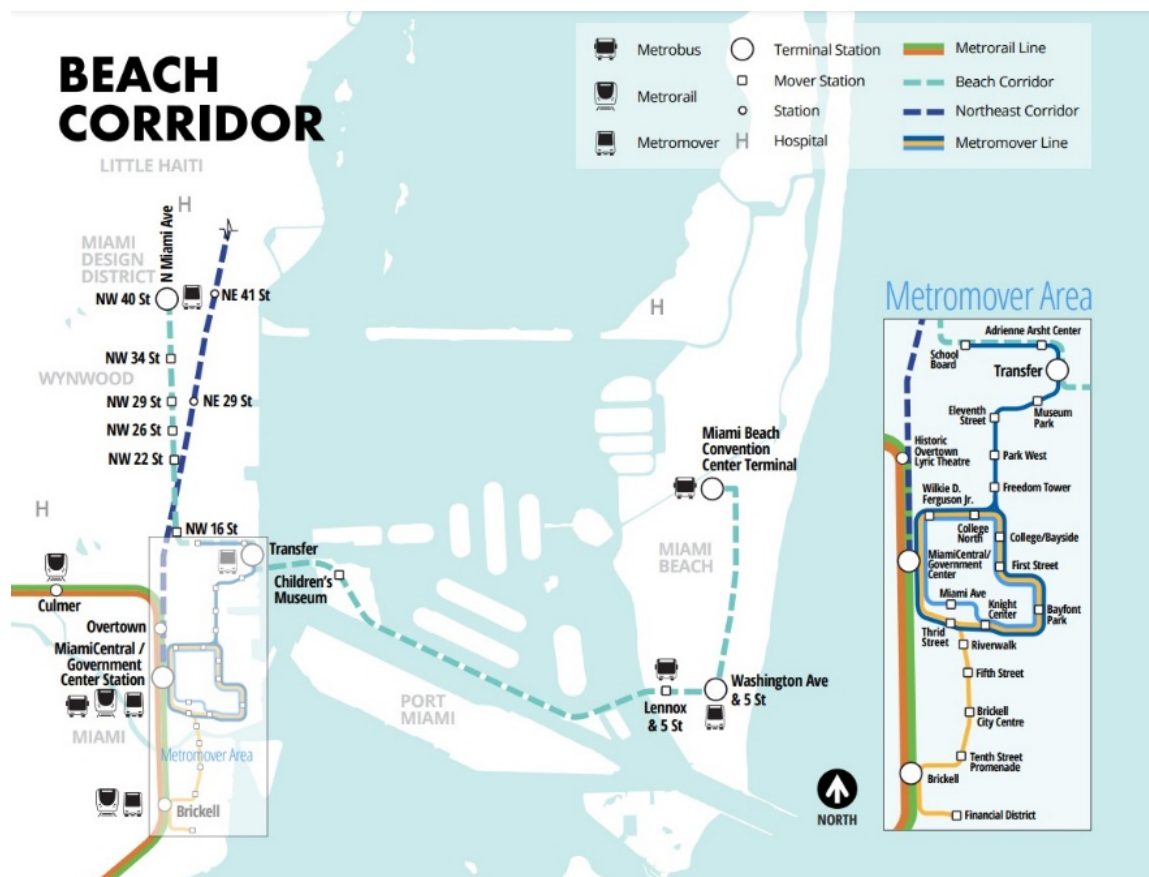 BEACH
CORRIDOR
Metrobus
Metrorail
Metromover
Terminal Station
Mover Station
Station
H Hospital
Metrorail Line
Beach Corridor
Northeast Corridor
Metromover Line
LITTLE HAITI
H
N Miami Ave
MIAMI
DESIGN
DISTRICT
NW 40 St
NE 41 St
NW 34 St
WYNWOOD
NW 29 St
NE 29 St
NW 26 St
NW 22 St
H
NW 16 St
Transfer
Children's
Museum
Culmer
Overtown
MiamiCentral /
Government
Center Station
MIAMI
Metromover Area
Brickell
PORT
MIAMI
H
Miami Beach
Convention
Center Terminal
MIAMI
BEACH
Lennox
& 5 St
Washington Ave
& 5 St
NORTH
Metromover Area
Adrienne Arsht Center
School
Board
Transfer
Museum
Park
Eleventh
Street
Historic
Overtown
Lyric Theatre
Park West
Freedom Tower
Wilkie D.
Ferguson Jr.
College
North
College/Bayside
MiamiCentral/
Government
Center
First Street
Miami Ave
Knight
Center
Bayfont
Park
Thrid
Street
Riverwalk
Fifth Street
Brickell
City Centre
Tenth Street
Promenade
Brickell
Financial District